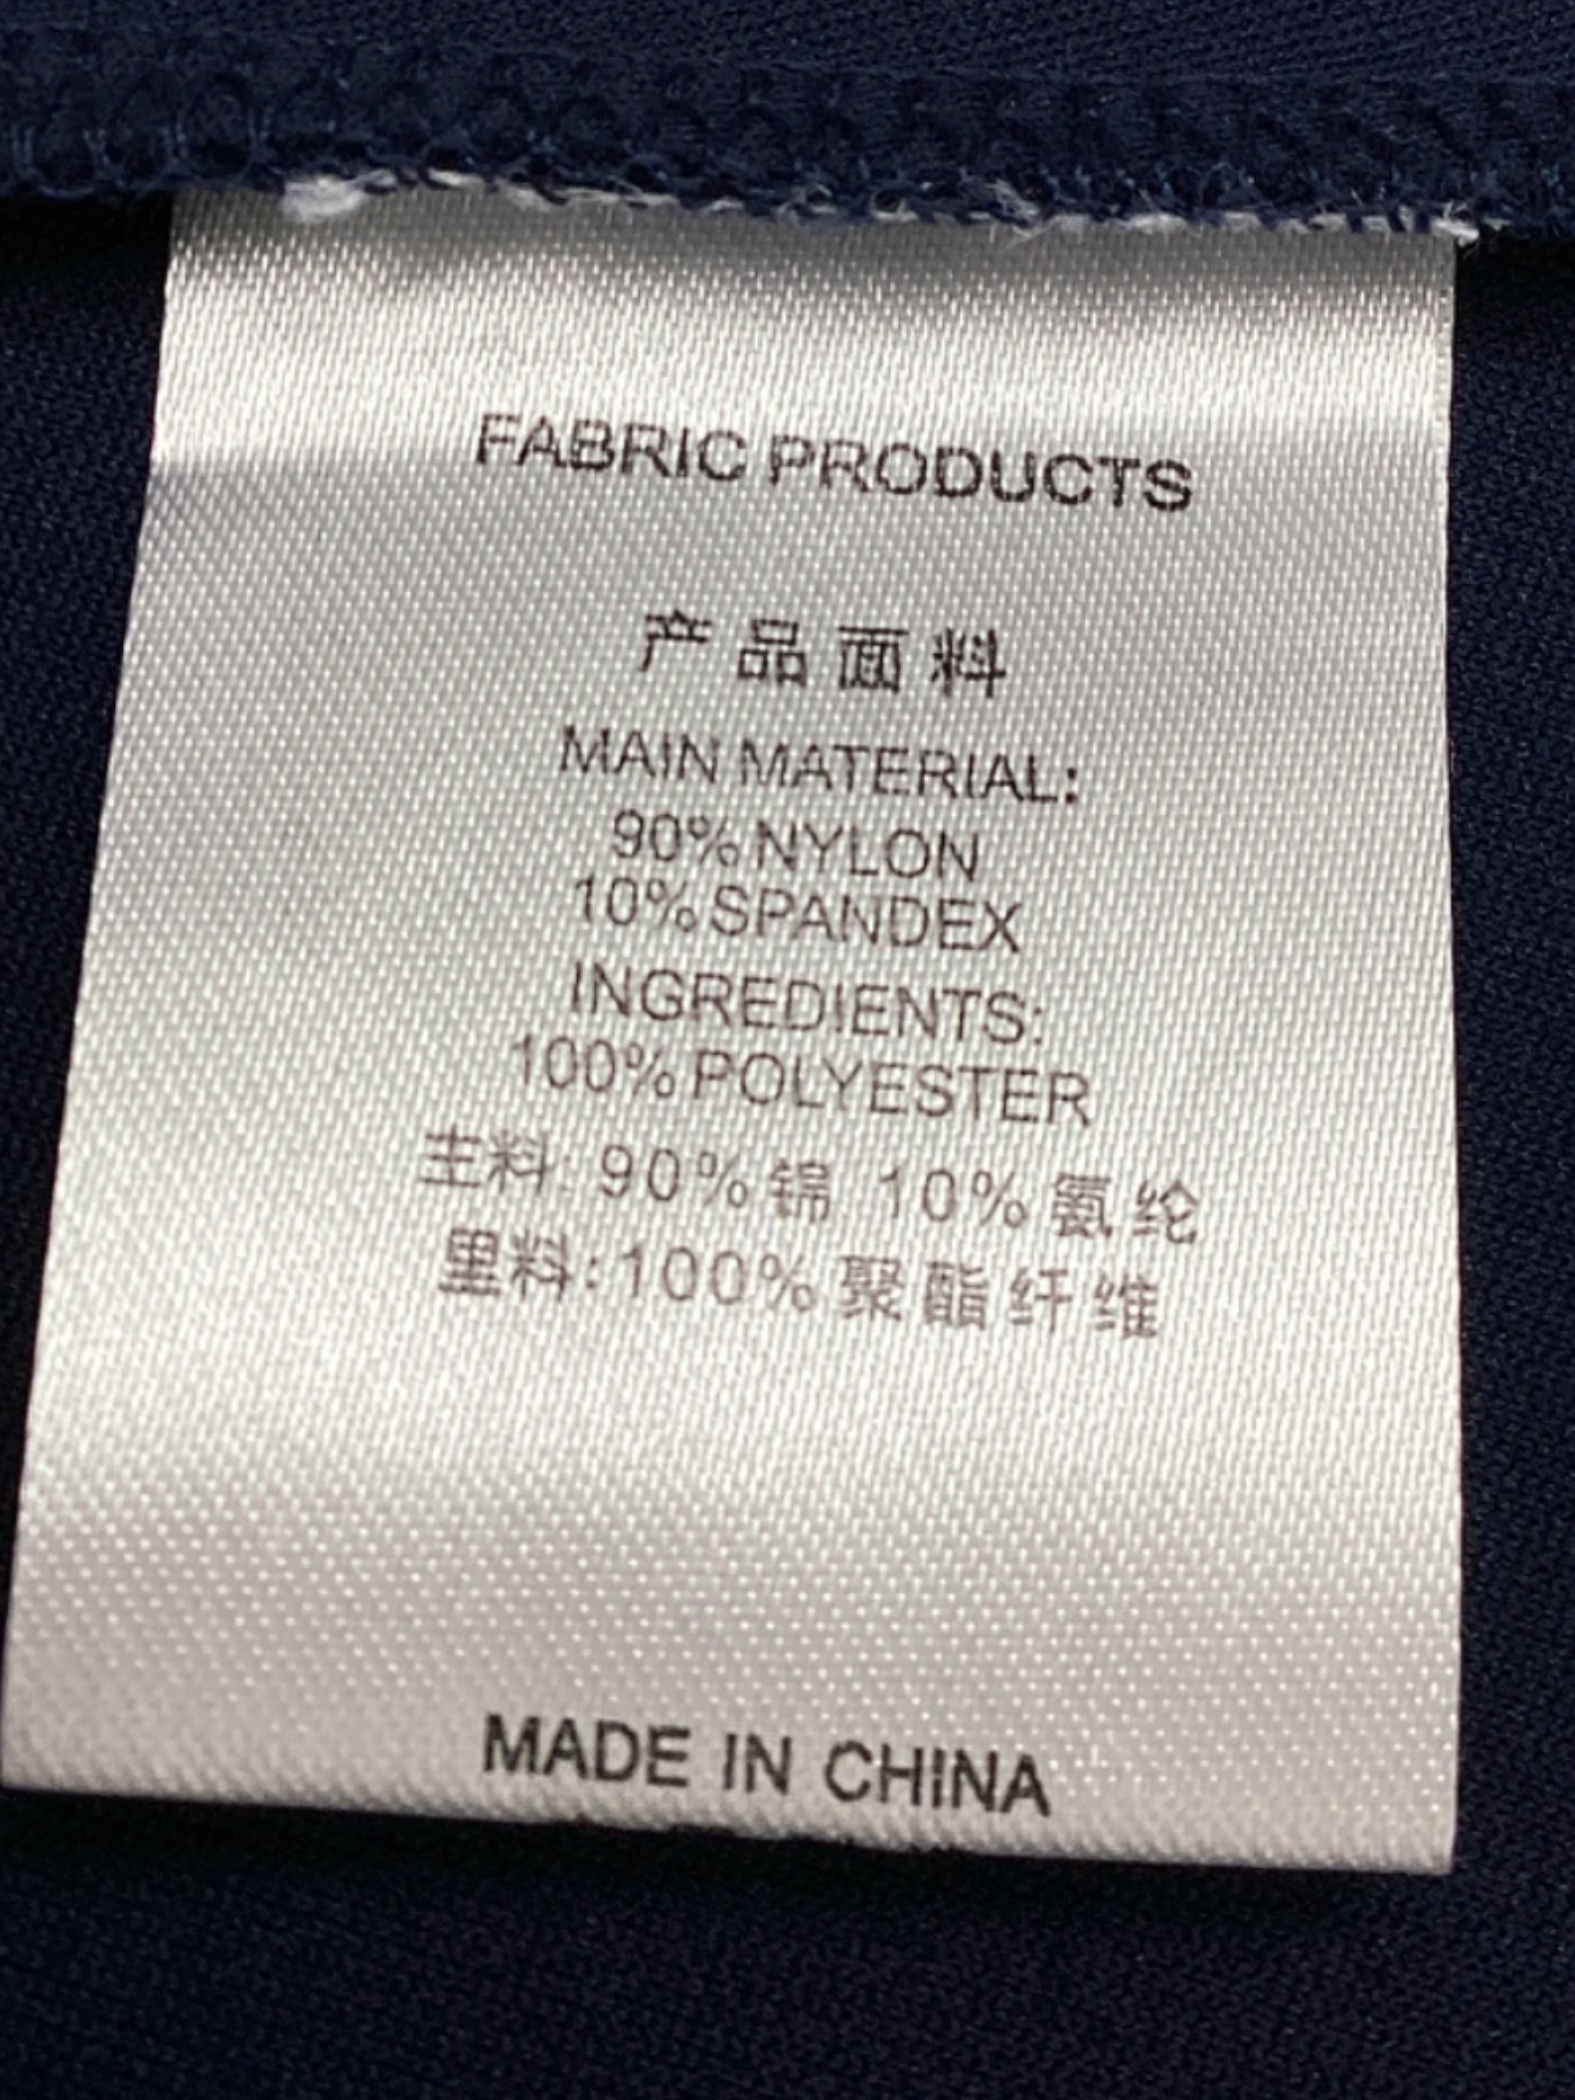 FABRIC PRODUCTS
产品面料
MAIN MATERIAL:
90% NYLON
10% SPANDEX
INGREDIENTS:
100% POLYESTER
主料: 90% 锦 10% 氨纶
里料: 100% 聚酯纤维
MADE IN CHINA